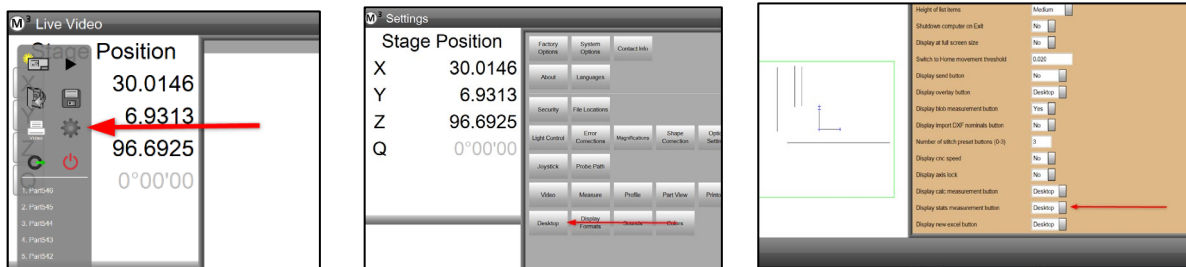 M³ Live Video
Stage Position
X 30.0146
Y 6.9313
Z 96.6925
Q 0°00'00
Video
1. Part546
2. Part545
3. Part544
4. Part543
5. Part542
M³ Settings
Stage Position
X 30.0146
Y 6.9313
Z 96.6925
Q 0°00'00
Factory Options
System Options
Contact Info
About
Languages
Security
File Locations
Light Control
Error Corrections
Magnifications
Shape Correction
Joystick
Probe Path
Video
Measure
Profile
Part View
Desktop
Display Formats
Sounds
Colors
Height of list items Medium
Shutdown computer on Exit No
Display at full screen size No
Switch to Home movement threshold 0.020
Display send button No
Display overlay button Desktop
Display blob measurement button Yes
Display Import DXF nominals button No
Number of stitch preset buttons (0-3) 3
Display cnc speed No
Display axis lock No
Display calc measurement button Desktop
Display stats measurement button Desktop
Display new excel button Desktop